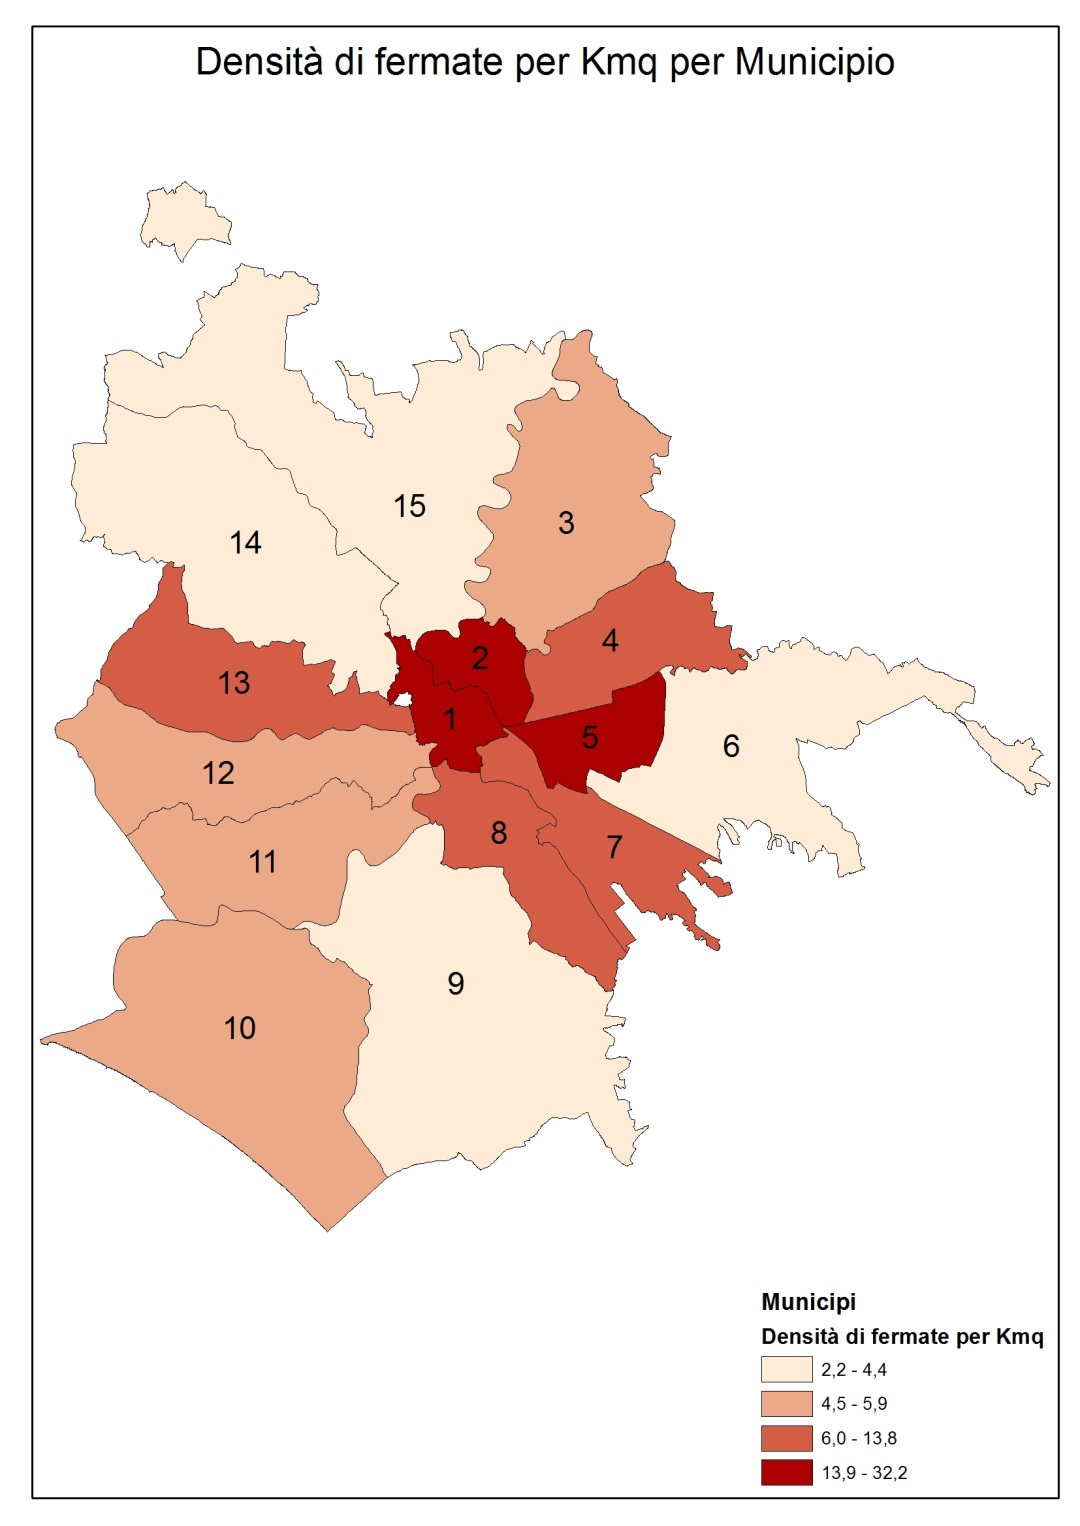 Densità di fermate per Kmq per Municipio
15
3
14
4
2
13
1
5
6
12
8
7
11
9
10
Municipi
Densità di fermate per Kmq
2,2 - 4,4
4,5 - 5,9
6,0 - 13,8
13,9 - 32,2